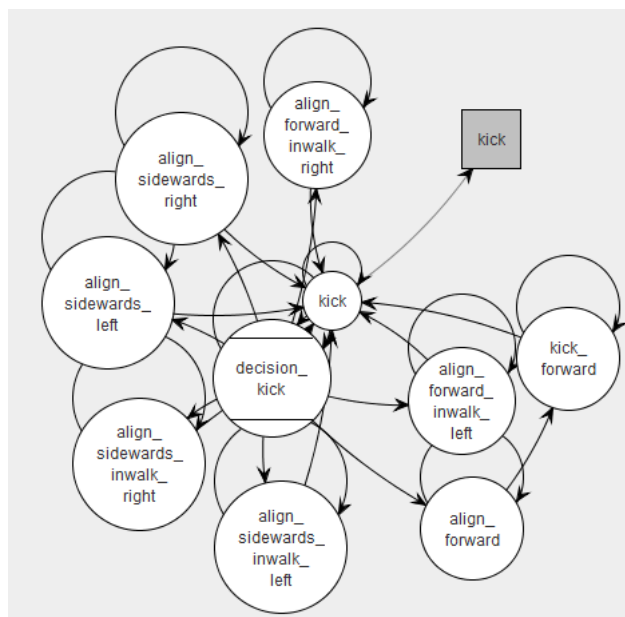 align_
forward_
inwalk_
right
kick
align_
sidewards_
right
align_
sidewards_
left
kick
decision_
kick
kick_
forward
align_
forward_
inwalk_
left
align_
sidewards_
inwalk_
right
align_
sidewards_
inwalk_
left
align_
forward